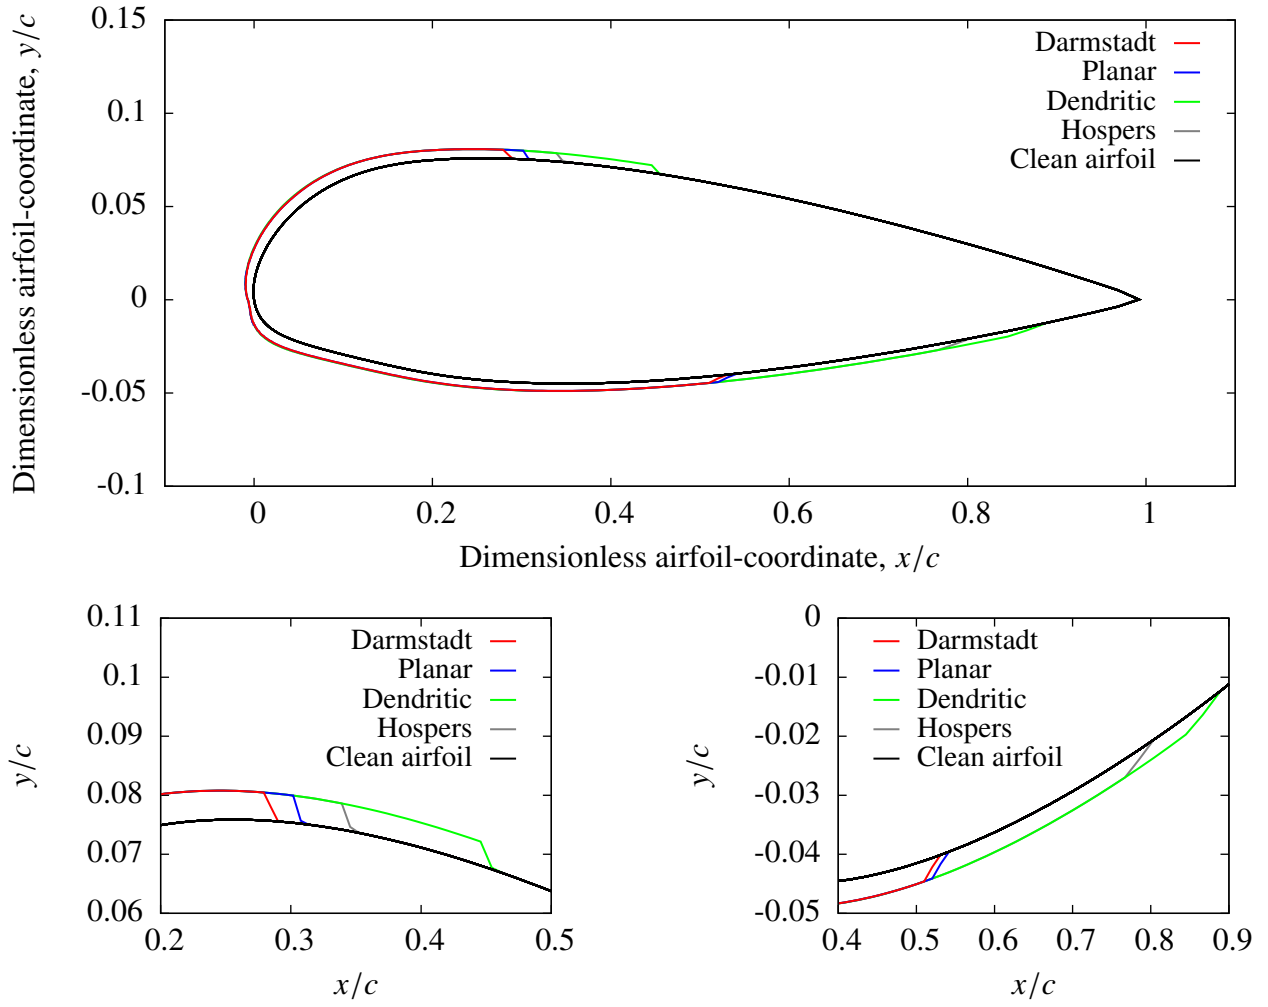 Dimensionless airfoil-coordinate, y/c
0.15
0.1
0.05
0
-0.05
-0.1
Darmstadt
Planar
Dendritic
Hospers
Clean airfoil
0 0.2 0.4 0.6 0.8 1
Dimensionless airfoil-coordinate, x/c
y/c
0.11
0.1
0.09
0.08
0.07
0.06
Darmstadt
Planar
Dendritic
Hospers
Clean airfoil
0.2 0.3 0.4 0.5
x/c
y/c
0
-0.01
-0.02
-0.03
-0.04
-0.05
Darmstadt
Planar
Dendritic
Hospers
Clean airfoil
0.4 0.5 0.6 0.7 0.8 0.9
x/c